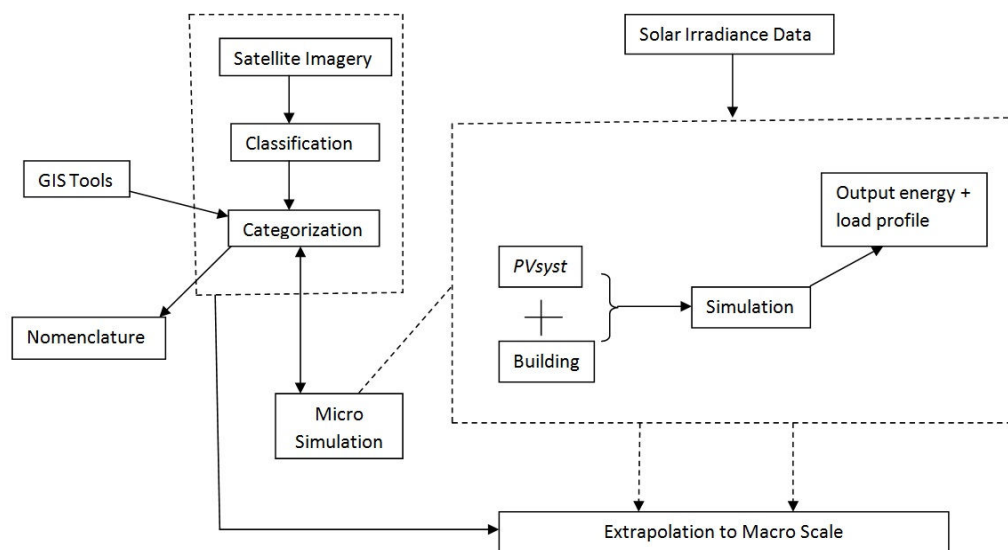 Satellite Imagery
Classification
GIS Tools
Categorization
Nomenclature
Micro
Simulation
Solar Irradiance Data
Output energy +
load profile
PVsyst
Building
Simulation
Extrapolation to Macro Scale